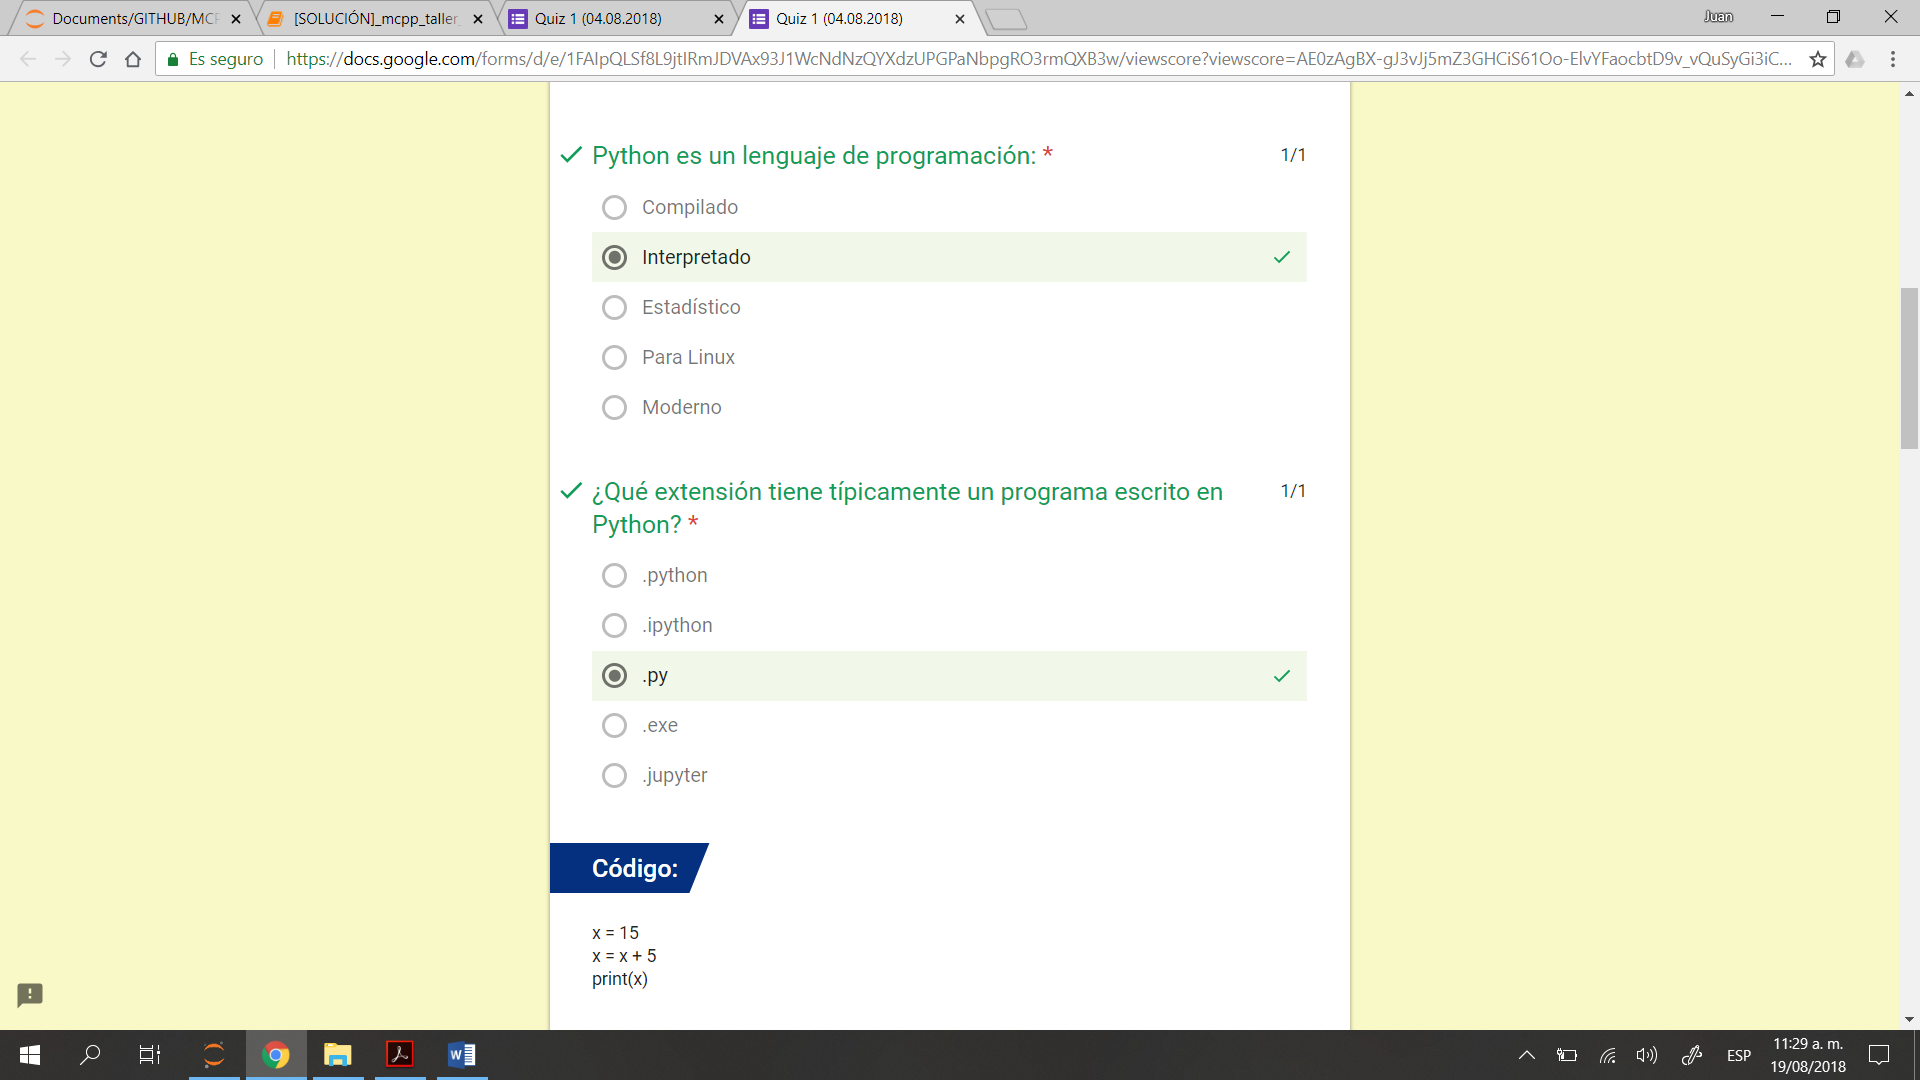 Documents/GITHUB/MCP
[SOLUCIÓN]_mcpp_taller_
Quiz 1 (04.08.2018)
Quiz 1 (04.08.2018)
Juan
Es seguro
https://docs.google.com/forms/d/e/1FAIpQLSf8L9jtIRmJDVAx93J1WcNdNzQYXdzUPGPaNbpgRO3rmQXB3w/viewscore?viewscore=AE0zAgBX-gJ3vJj5mZ3GHCiS61Oo-ElvYFaocbtD9v_vQuSyGi3iC...
Python es un lenguaje de programación: *
1/1
Compilado
Interpretado
Estadístico
Para Linux
Moderno
¿Qué extensión tiene típicamente un programa escrito en
1/1
Python? *
.python
.ipython
.py
.exe
.jupyter
Código:
x = 15
x = x + 5
print(x)
ESP
11:29 a. m.
19/08/2018